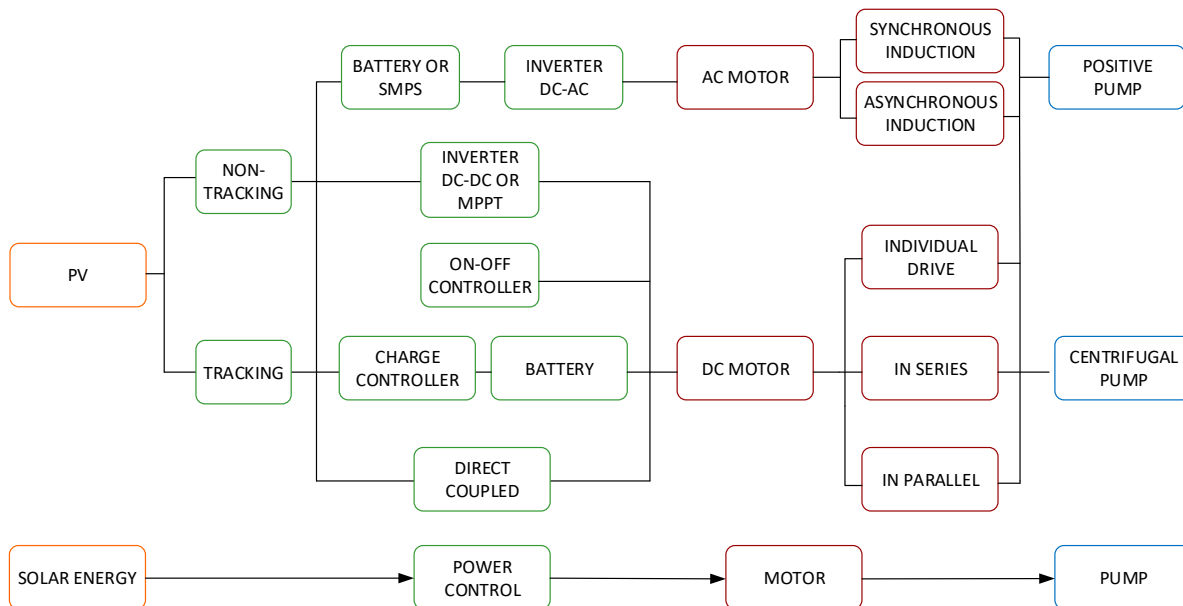 SYNCHRONOUS
INDUCTION
BATTERY OR
SMPS
INVERTER
DC-AC
AC MOTOR
POSITIVE
PUMP
ASYNCHRONOUS
INDUCTION
NON-
TRACKING
INVERTER
DC-DC OR
MPPT
PV
ON-OFF
CONTROLLER
INDIVIDUAL
DRIVE
TRACKING
CHARGE
CONTROLLER
BATTERY
DC MOTOR
IN SERIES
CENTRIFUGAL
PUMP
DIRECT
COUPLED
IN PARALLEL
SOLAR ENERGY
POWER
CONTROL
MOTOR
PUMP